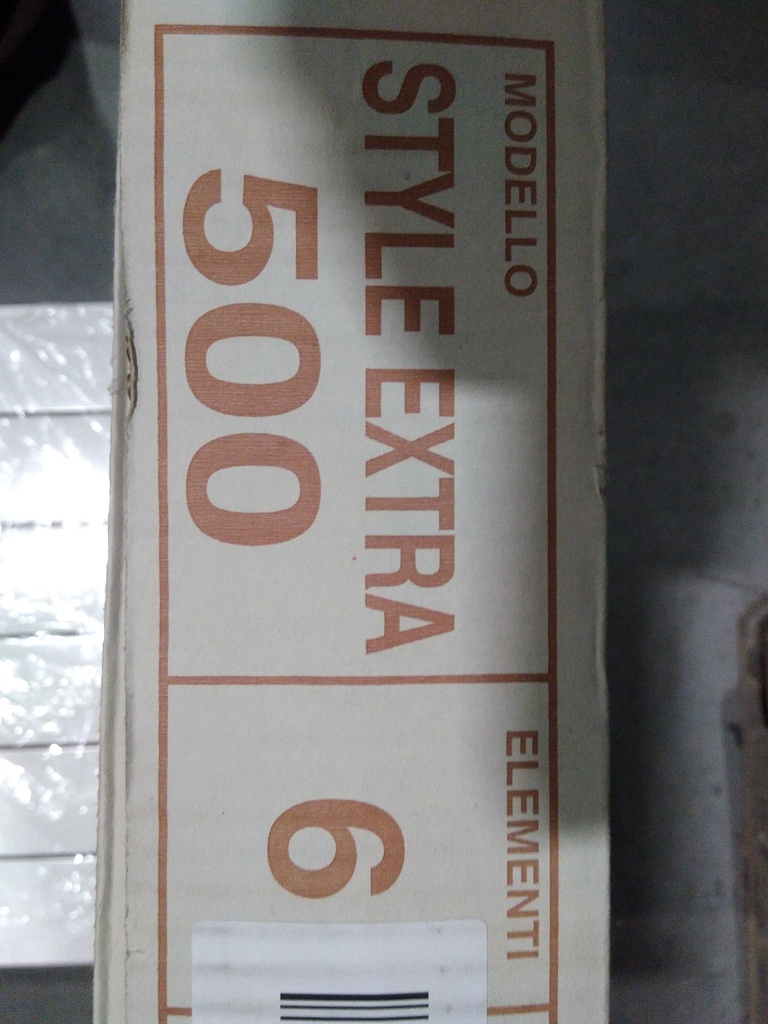 MODELLO
STYLE EXTRA
500
ELEMENTI
6